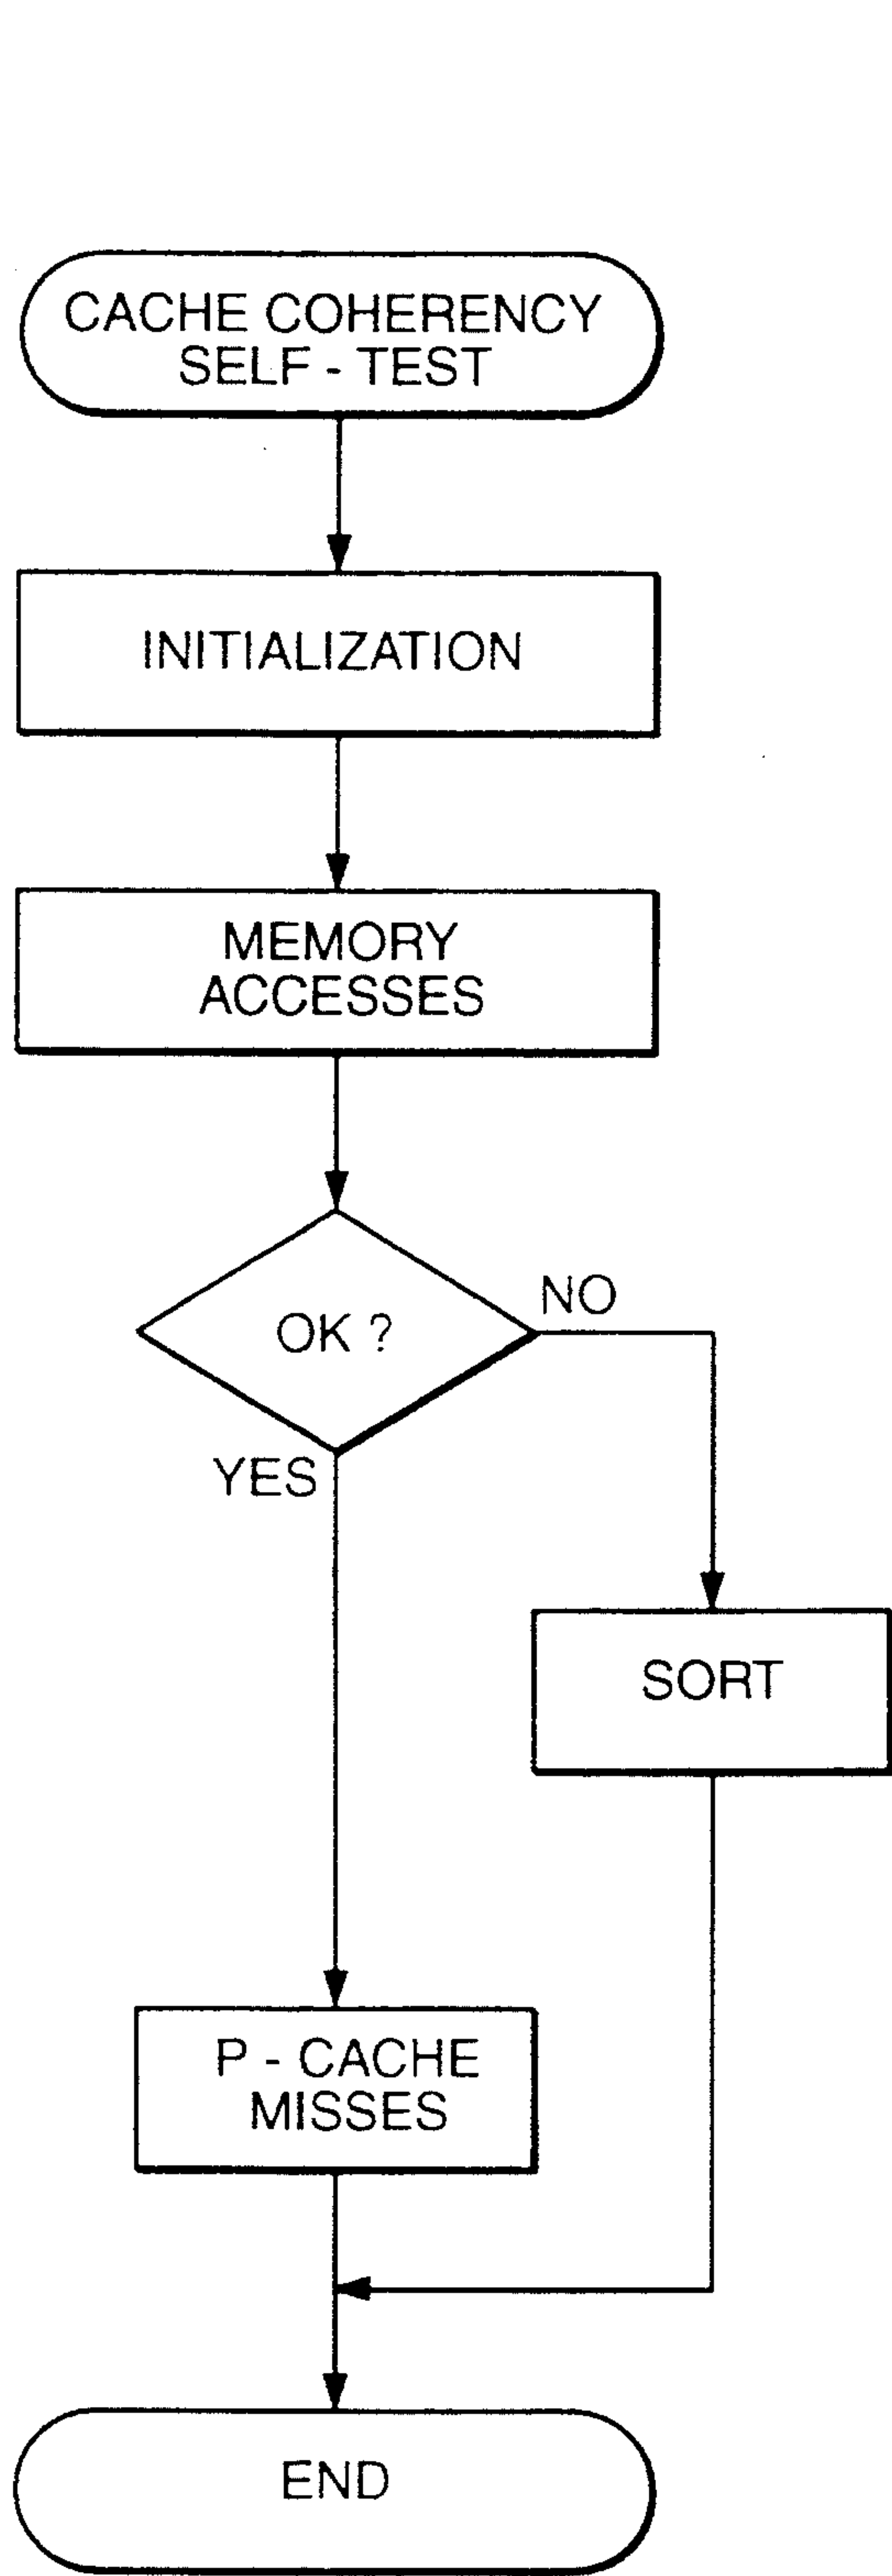 CACHE COHERENCY
SELF - TEST
INITIALIZATION
MEMORY
ACCESSES
OK ?
NO
YES
SORT
P - CACHE
MISSES
END